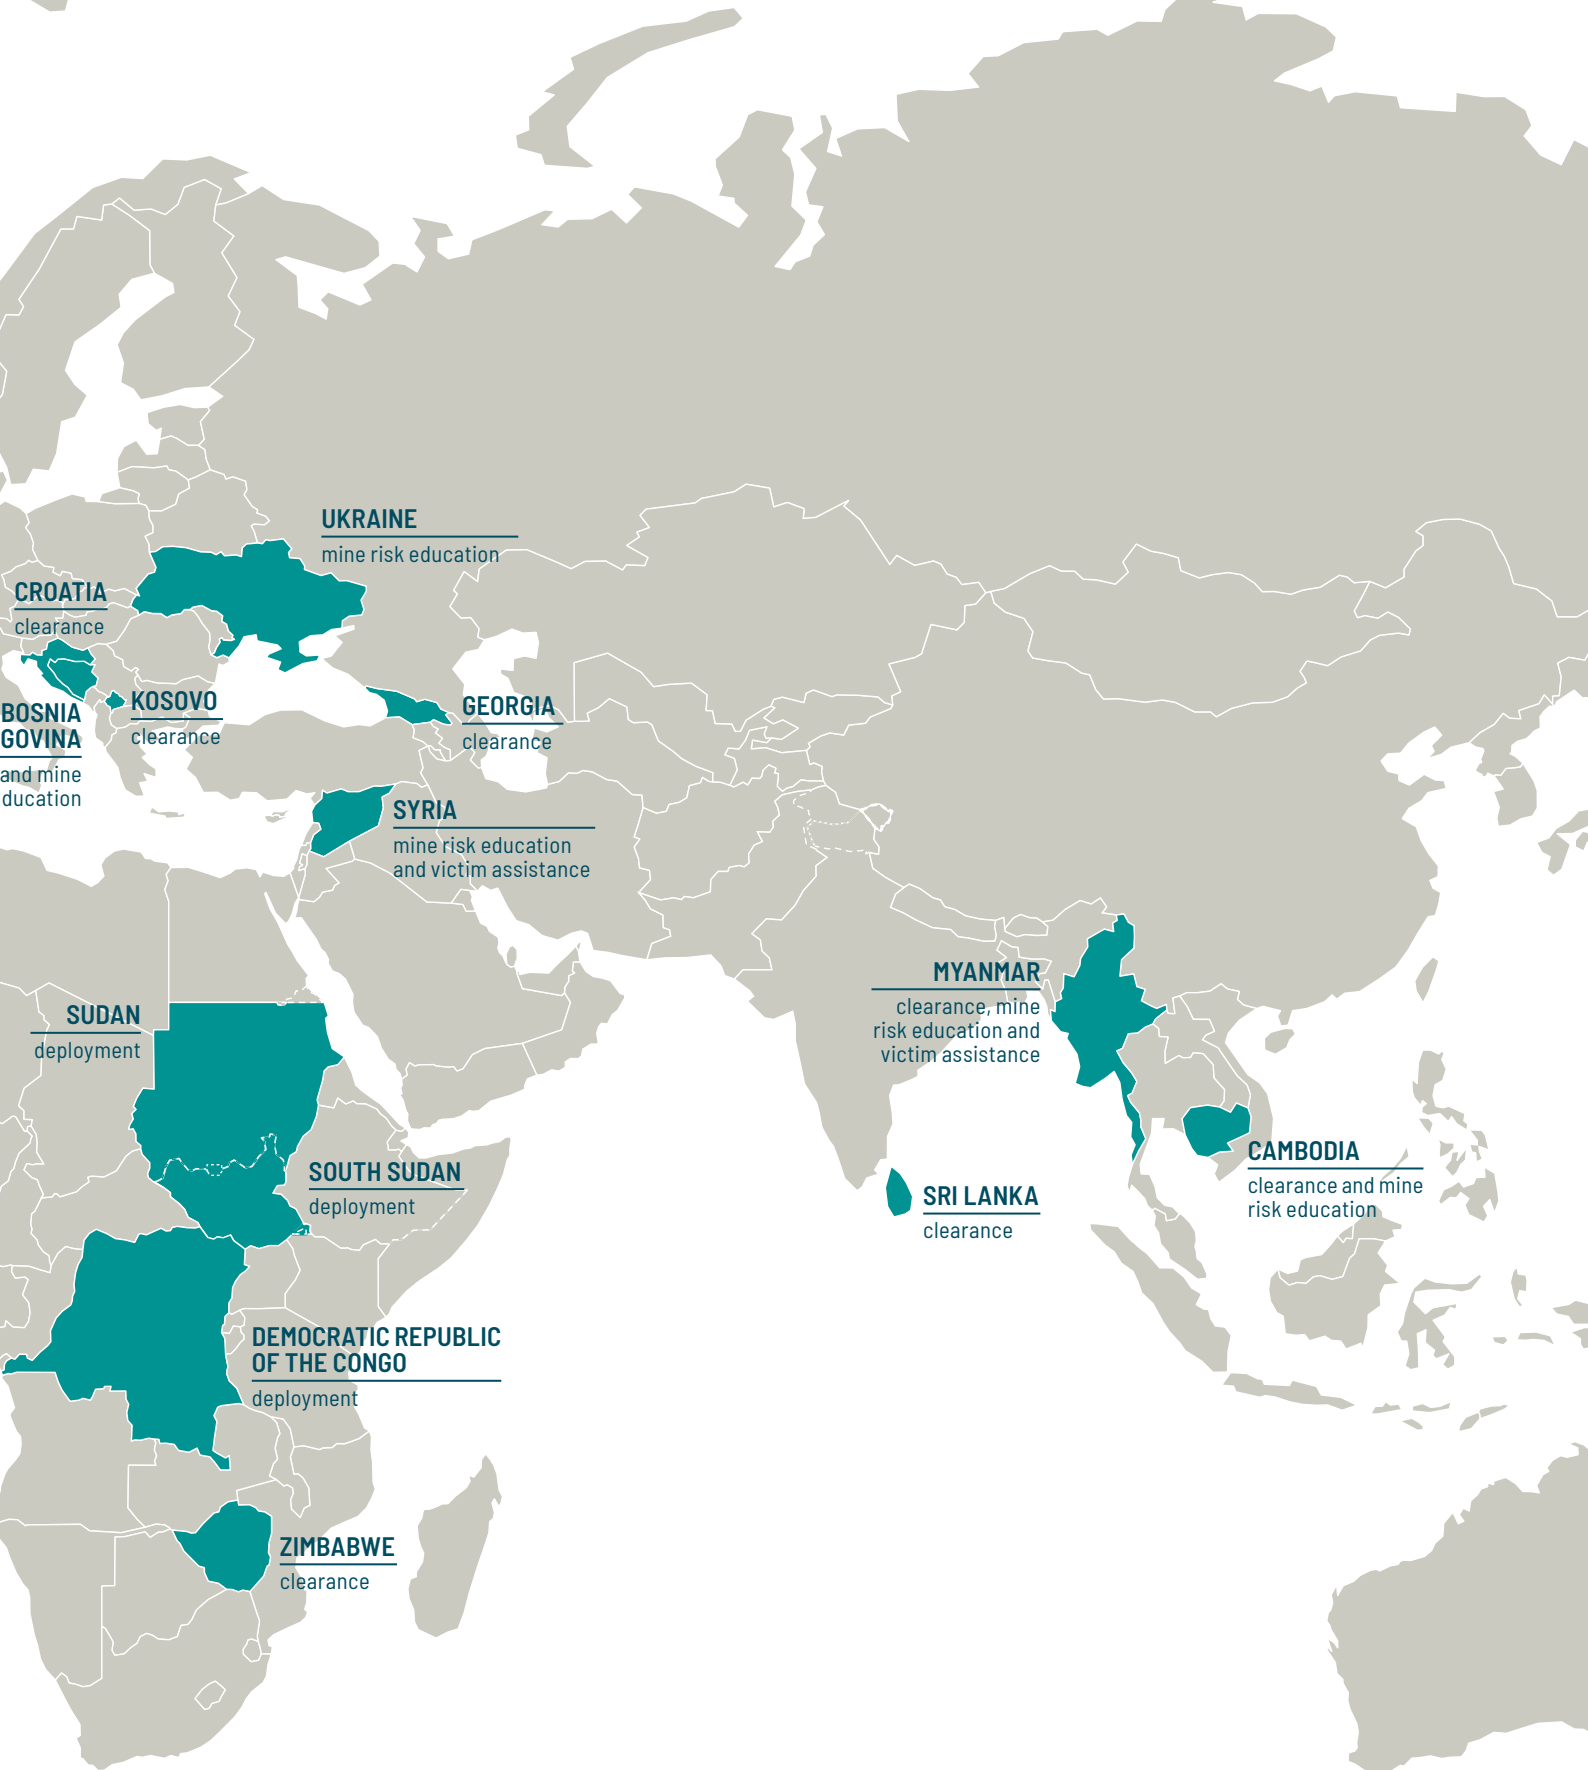 UKRAINE
mine risk education
CROATIA
clearance
KOSOVO
clearance
BOSNIA
GOVINA
and mine
ducation
GEORGIA
clearance
SYRIA
mine risk education
and victim assistance
MYANMAR
clearance, mine
risk education and
victim assistance
SUDAN
deployment
SOUTH SUDAN
deployment
CAMBODIA
clearance and mine
risk education
SRI LANKA
clearance
DEMOCRATIC REPUBLIC
OF THE CONGO
deployment
ZIMBABWE
clearance